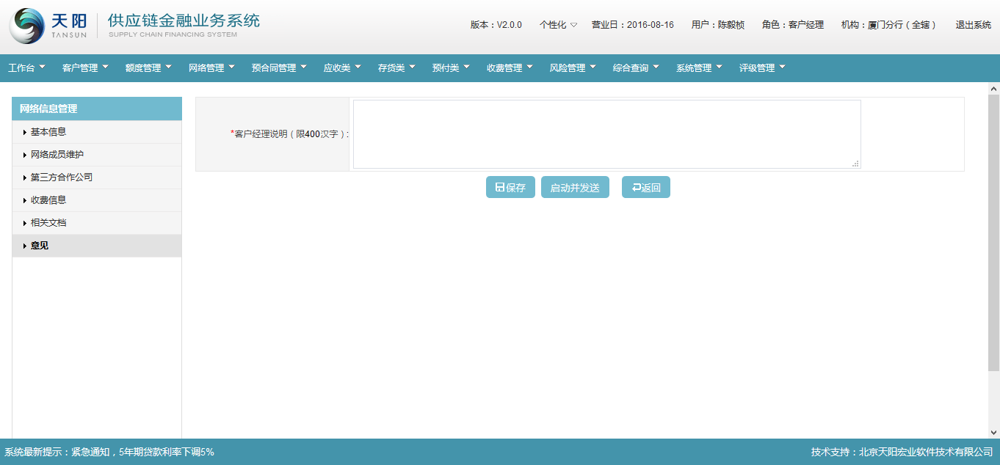 天阳 供应链金融业务系统
TANSUN SUPPLY CHAIN FINANCING SYSTEM
版本：V2.0.0 个性化 营业日：2016-08-16 用户：陈毅桢 角色：客户经理 机构：厦门分行（全辖） 退出系统
工作台 客户管理 额度管理 网络管理 预合同管理 应收类 存货类 预付类 收费管理 风险管理 综合查询 系统管理 评级管理
网络信息管理
基本信息
网络成员维护
第三方合作公司
收费信息
相关文档
意见
*客户经理说明（限400汉字）:
保存 启动并发送 返回
系统最新提示：紧急通知，5年期贷款利率下调5% 技术支持：北京天阳宏业软件技术有限公司